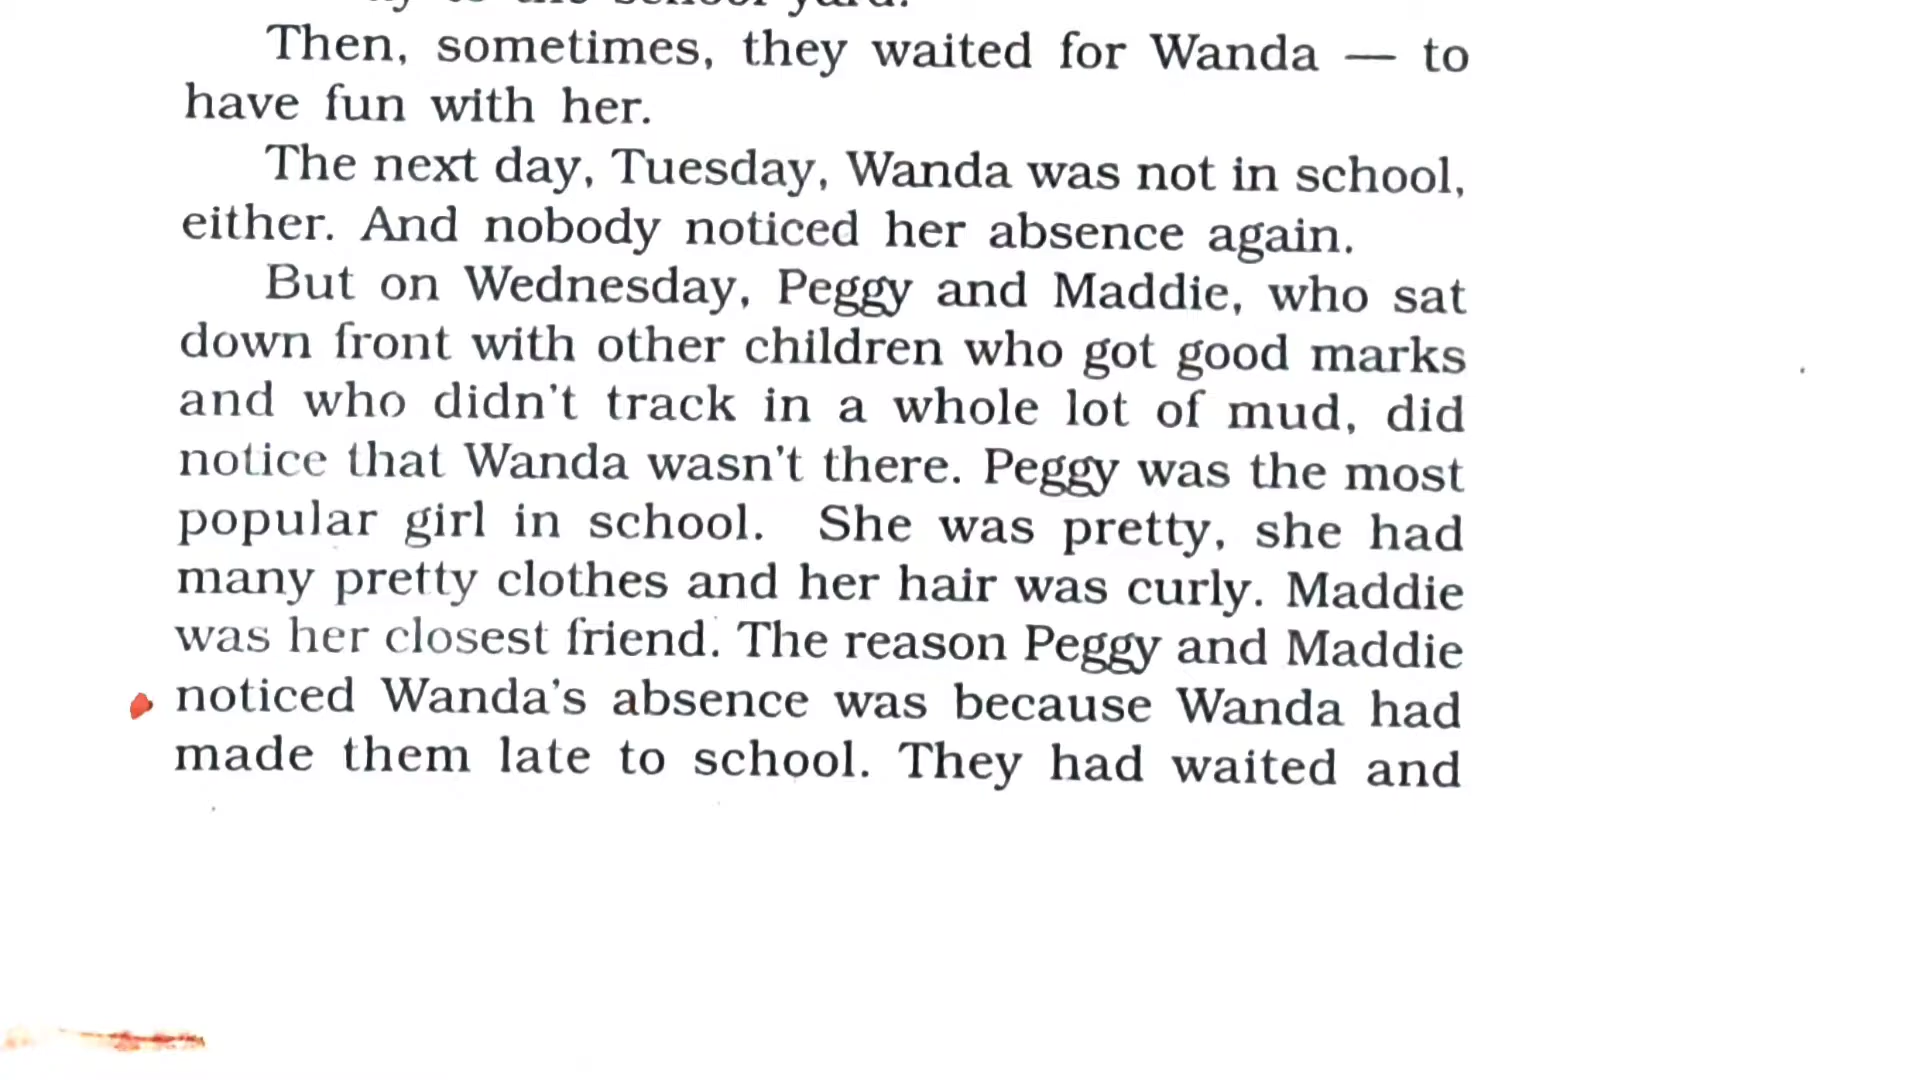 to the school yard.
Then, sometimes, they waited for Wanda — to
have fun with her.
The next day, Tuesday, Wanda was not in school,
either. And nobody noticed her absence again.
But on Wednesday, Peggy and Maddie, who sat
down front with other children who got good marks
and who didn't track in a whole lot of mud, did
notice that Wanda wasn't there. Peggy was the most
popular girl in school. She was pretty, she had
many pretty clothes and her hair was curly. Maddie
was her closest friend. The reason Peggy and Maddie
noticed Wanda's absence was because Wanda had
made them late to school. They had waited and